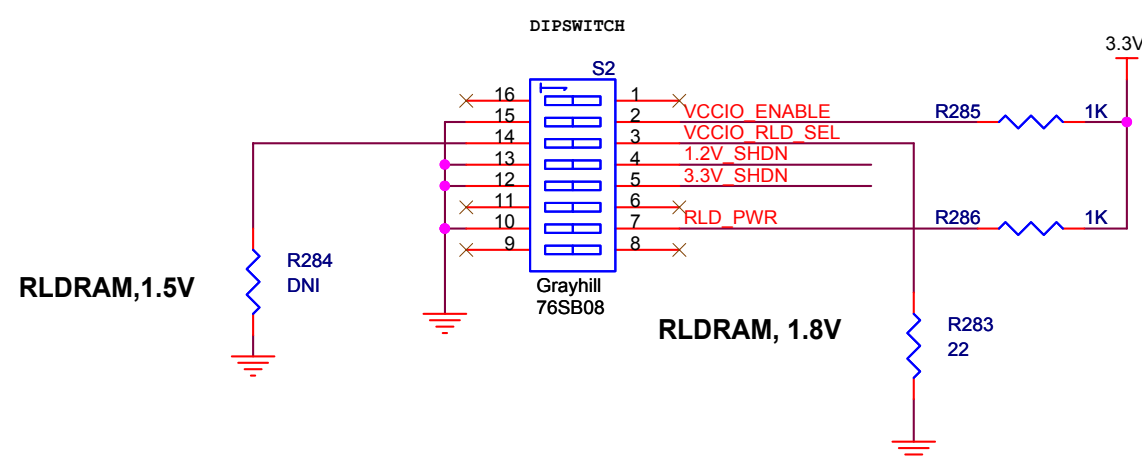 DIPSWITCH
3.3V
S2
16 1
15 2 VCCIO_ENABLE R285 1K
14 3 VCCIO_RLD_SEL
13 4 1.2V_SHDN
12 5 3.3V_SHDN
11 6
10 7 RLD_PWR R286 1K
9 8
R284
DNI
RLDRAM,1.5V
Grayhill
76SB08
RLDRAM, 1.8V
R283
22